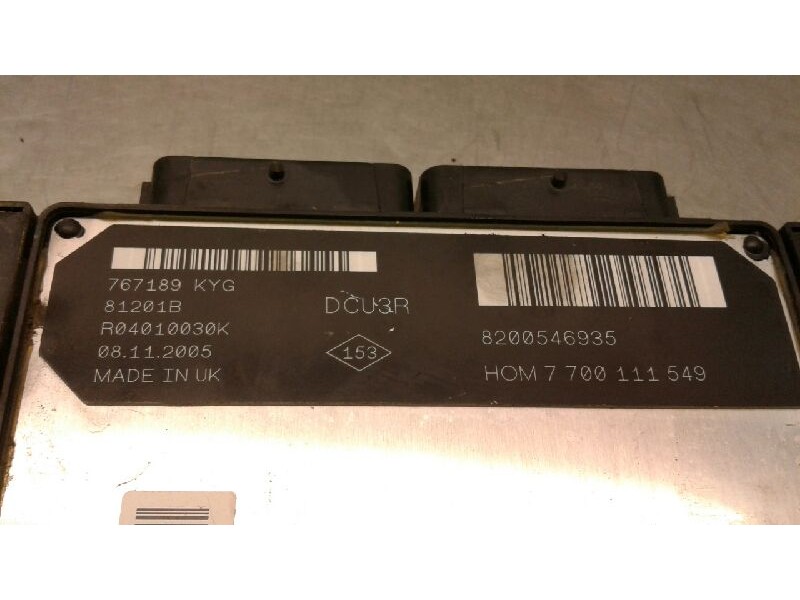 767189 KYG
81201B
R04010030K
08.11.2005
MADE IN UK
DCU3R
153
8200546935
HOM 7 700 111 549